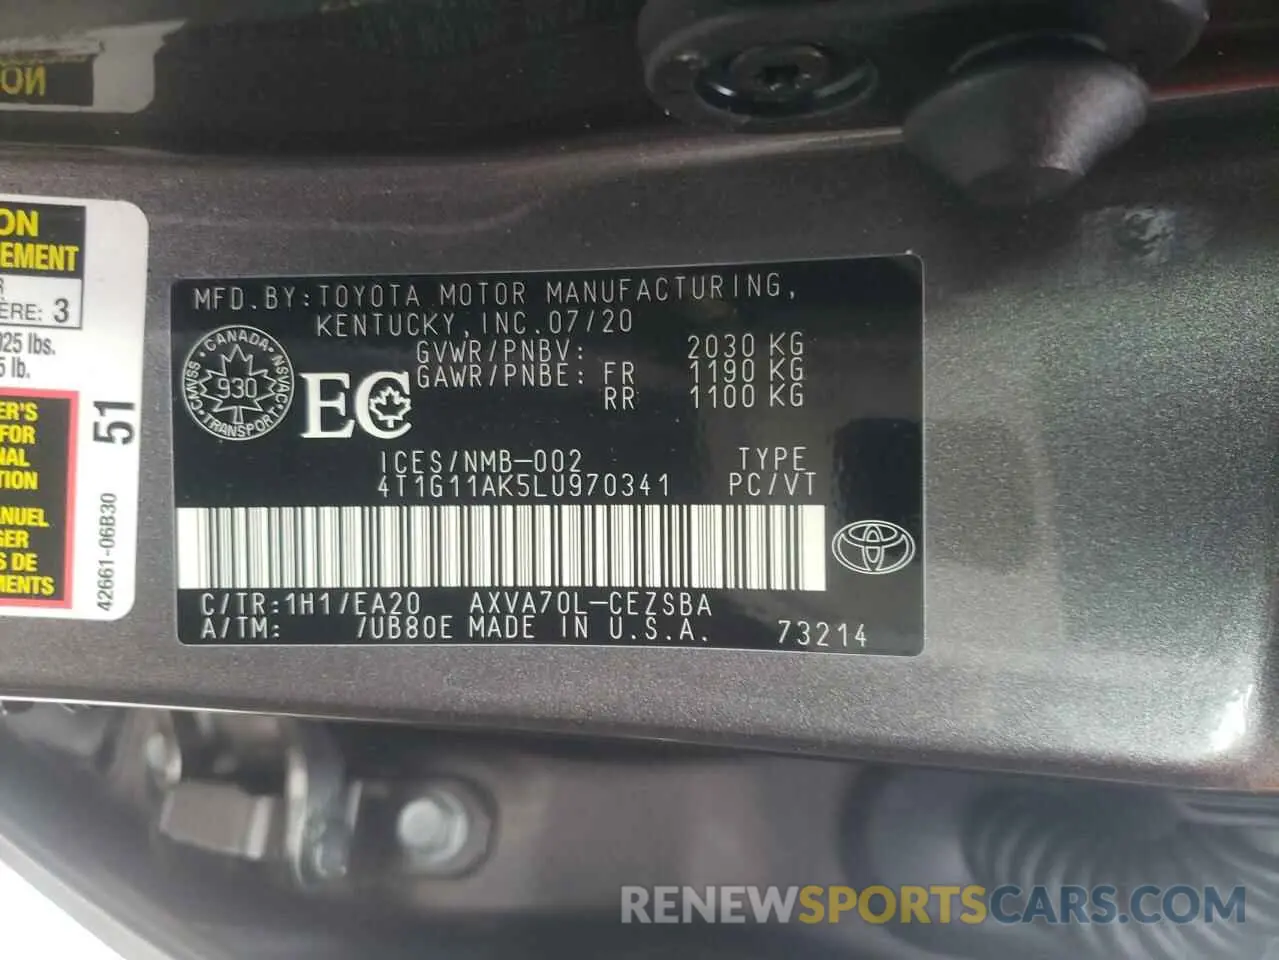 ON
EMENT
ÈRE: 3
025 lbs.
5 lb.
ER'S
FOR
NAL
TION
ANUEL
GER
S DE
MENTS
51
42661-06B30
MFD.BY:TOYOTA MOTOR MANUFACTURING,
KENTUCKY,INC.07/20
GVWR/PNBV: 2030 KG
GAWR/PNBE: FR 1190 KG
RR 1100 KG
CANADA
CMVSS
NSVAC
930
TRANSPORT
EC
ICES/NMB-002 TYPE
4T1G11AK5LU970341 PC/VT
C/TR:1H1/EA20 AXVA70L-CEZSBA
A/TM: /UB80E MADE IN U.S.A. 73214
RENEWSPORTSCARS.COM